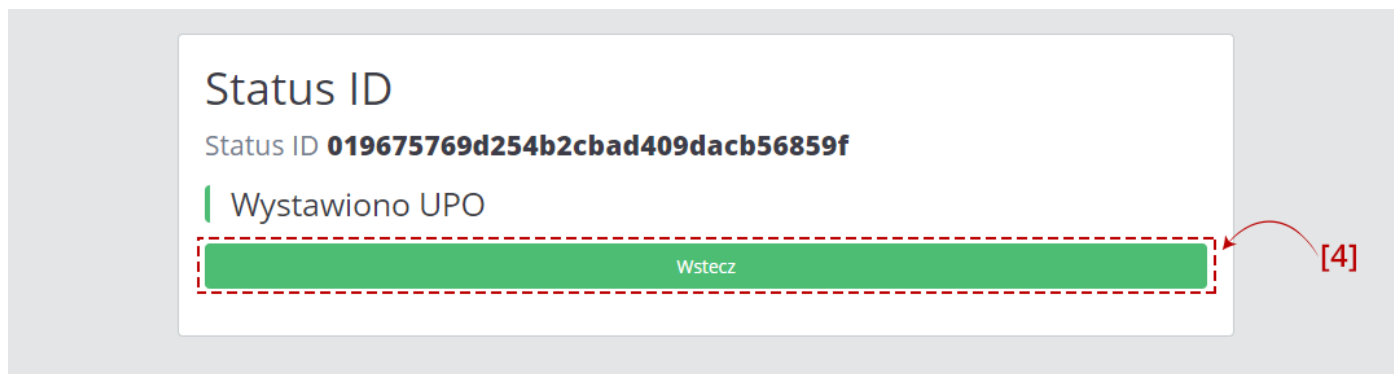 Status ID
Status ID 019675769d254b2cbad409dacb56859f
Wystawiono UPO
Wstecz
[4]